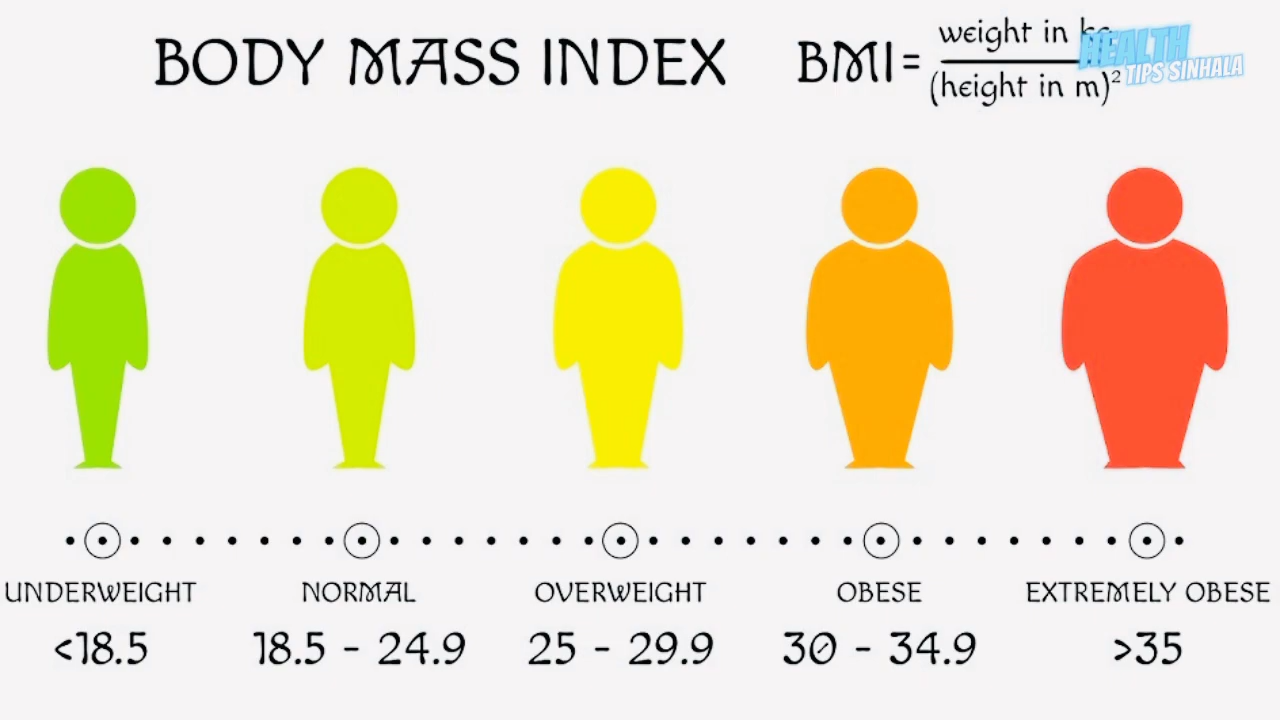 BODY MASS INDEX
BMI =
weight in kg
(height in m)²
HEALTH
TIPS SINHALA
UNDERWEIGHT
NORMAL
OVERWEIGHT
OBESE
EXTREMELY OBESE
<18.5
18.5 - 24.9
25 - 29.9
30 - 34.9
>35